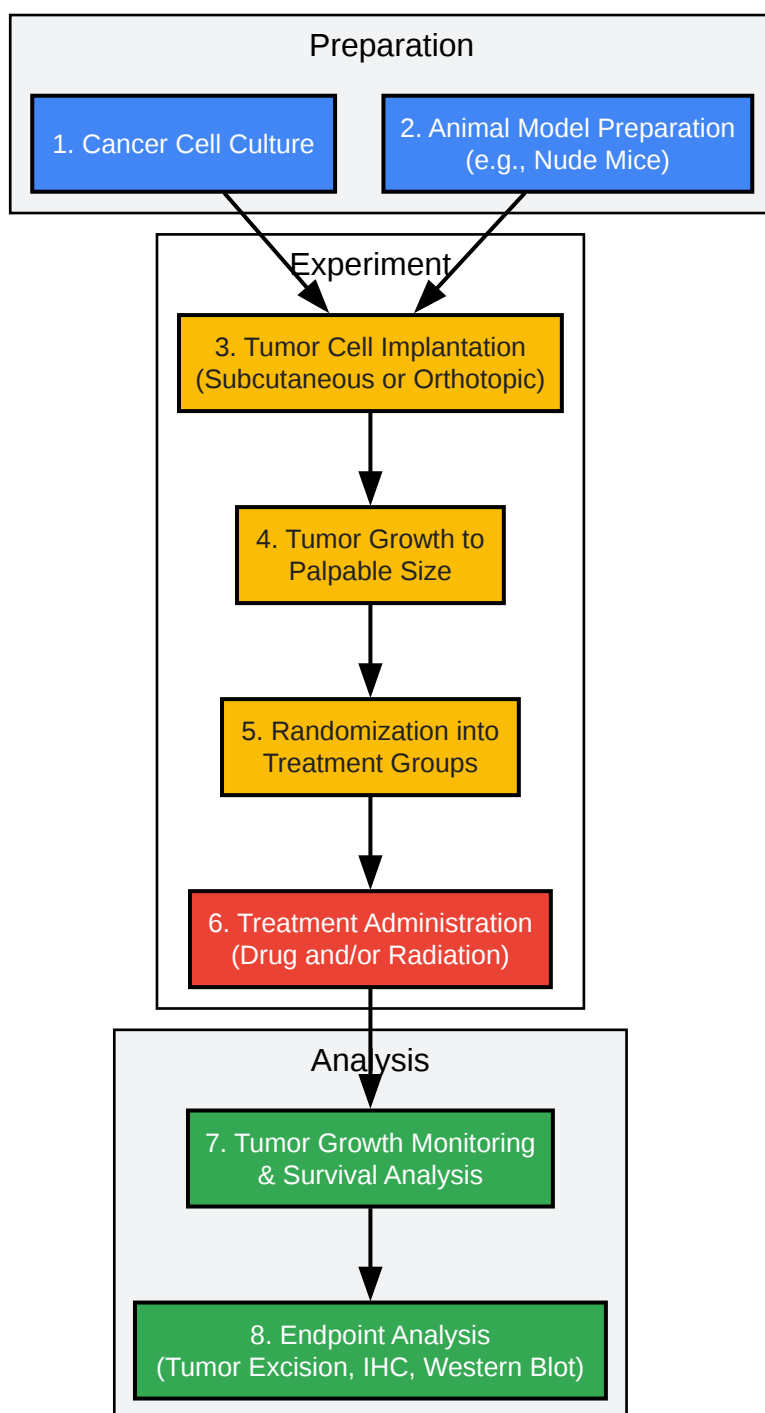 Preparation
1. Cancer Cell Culture
2. Animal Model Preparation
(e.g., Nude Mice)
Experiment
3. Tumor Cell Implantation
(Subcutaneous or Orthotopic)
4. Tumor Growth to
Palpable Size
5. Randomization into
Treatment Groups
6. Treatment Administration
(Drug and/or Radiation)
Analysis
7. Tumor Growth Monitoring
& Survival Analysis
8. Endpoint Analysis
(Tumor Excision, IHC, Western Blot)